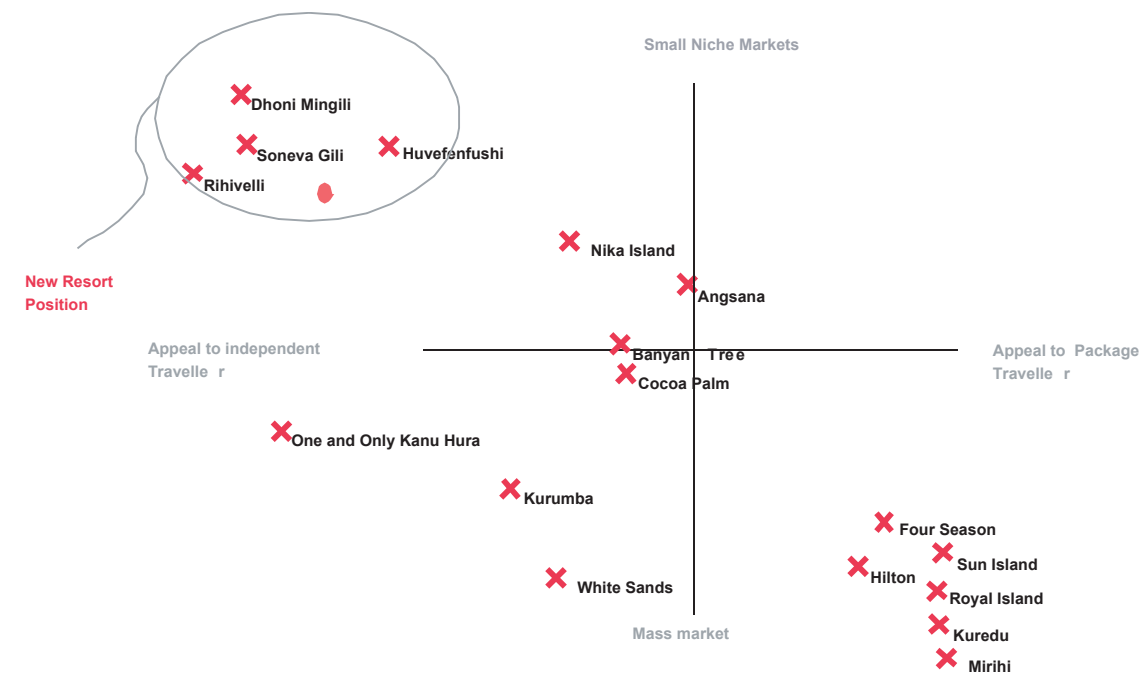 Small Niche Markets
Dhoni Mingili
Soneva Gili
Huvefenfushi
Rihivelli
Nika Island
New Resort
Position
Angsana
Appeal to independent
Travelle r
Banyan Tree
Appeal to Package
Travelle r
Cocoa Palm
One and Only Kanu Hura
Kurumba
Four Season
Sun Island
Hilton
White Sands
Royal Island
Mass market
Kuredu
Mirihi